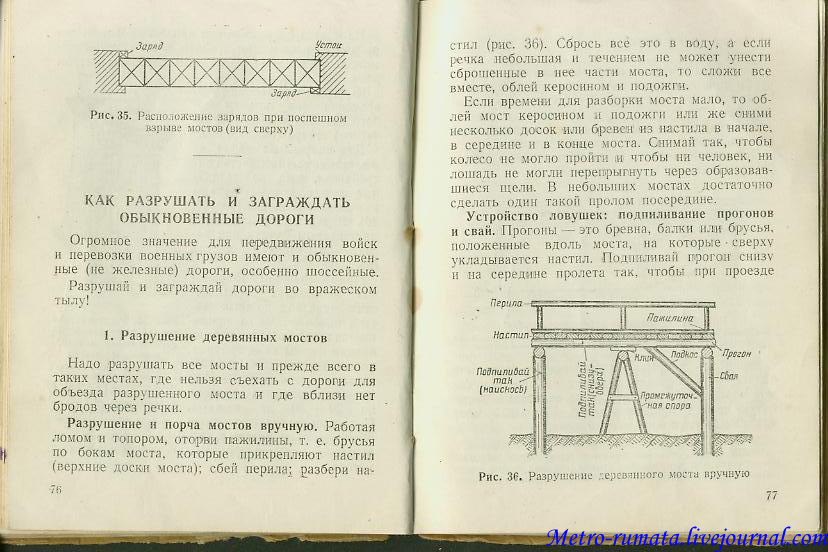 Заряд
Устои
Заряд
Рис. 35. Расположение зарядов при поспешном
взрыве мостов (вид сверху)
КАК РАЗРУШАТЬ И ЗАГРАЖДАТЬ
ОБЫКНОВЕННЫЕ ДОРОГИ
Огромное значение для передвижения войск
и перевозки военных грузов имеют и обыкновен-
ные (не железные) дороги, особенно шоссейные.
Разрушай и заграждай дороги во вражеском
тылу!
1. Разрушение деревянных мостов
Надо разрушать все мосты и прежде всего в
таких местах, где нельзя съехать с дороги для
объезда разрушенного моста и где вблизи нет
бродов через речки.
Разрушение и порча мостов вручную. Работая
ломом и топором, оторви пажилины, т. е. брусья
по бокам моста, которые прикрепляют настил
(верхние доски моста); сбей перила; разбери на-
76
стил (рис. 36). Сбрось всё это в воду, а если
речка небольшая и течением не может унести
сброшенные в нее части моста, то сложи все
вместе, облей керосином и подожги.
Если времени для разборки моста мало, то об-
лей мост керосином и подожги или же сними
несколько досок или бревен из настила в начале,
в середине и в конце моста. Снимай так, чтобы
колесо не могло пройти и чтобы ни человек, ни
лошадь не могли перепрыгнуть через образовав-
шиеся щели. В небольших мостах достаточно
сделать один такой пролом посередине.
Устройство ловушек: подпиливание прогонов
и свай. Прогоны — это бревна, балки или брусья,
положенные вдоль моста, на которые сверху
укладывается настил. Подпиливай прогон снизу
и на середине пролета так, чтобы при проезде
Перила
Пажилина
Настил
Прогон
Клин
Подкос
Свая
Подпиливай
так
(наискось)
Подпиливай
так (снизу-
вверх)
Промежуточ-
ная опора
Рис. 36. Разрушение деревянного моста вручную
77
Metro-rumata.livejournal.com